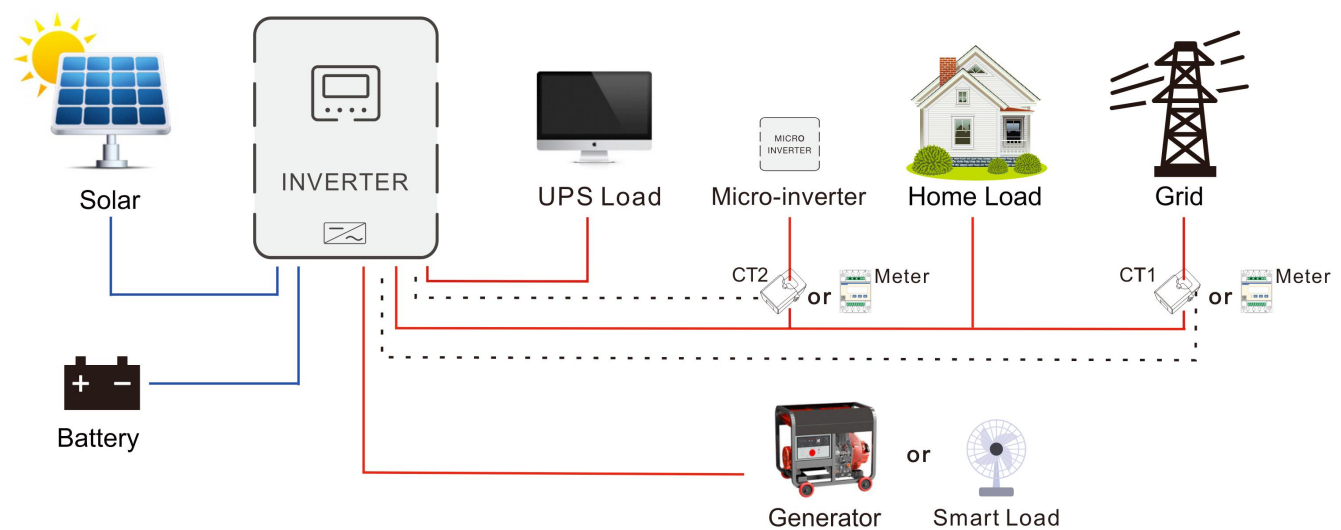 INVERTER
MICRO
INVERTER
Solar
UPS Load
Micro-inverter
Home Load
Grid
CT2
or
Meter
CT1
or
Meter
+ −
Battery
or
Generator
Smart Load